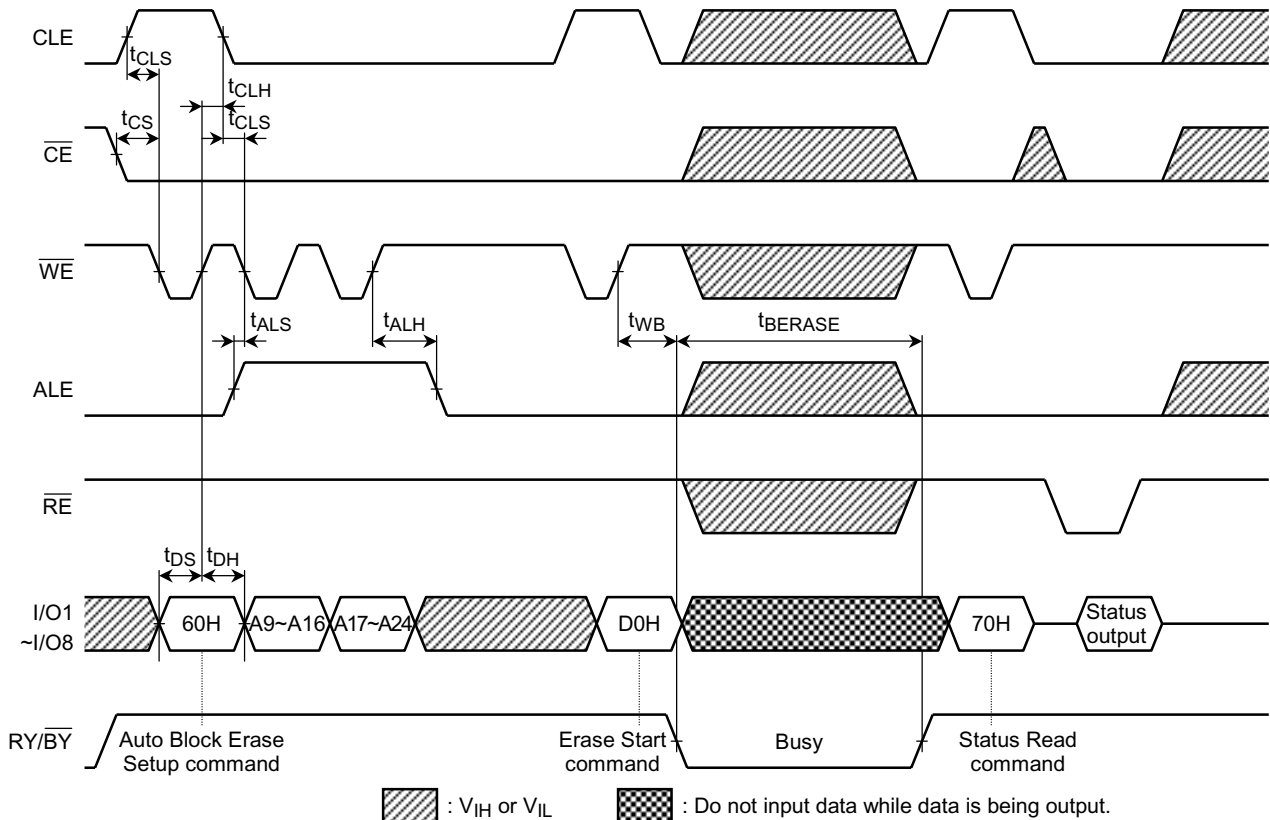 CLE
tCLS
tCLH
tCS
tCLS
CE
WE
tALS
tALH
tWB
tBERASE
ALE
RE
tDS
tDH
I/O1
~I/O8
60H
A9~A16
A17~A24
D0H
70H
Status
output
RY/BY
Auto Block Erase
Setup command
Erase Start
command
Busy
Status Read
command
: VIH or VIL
: Do not input data while data is being output.